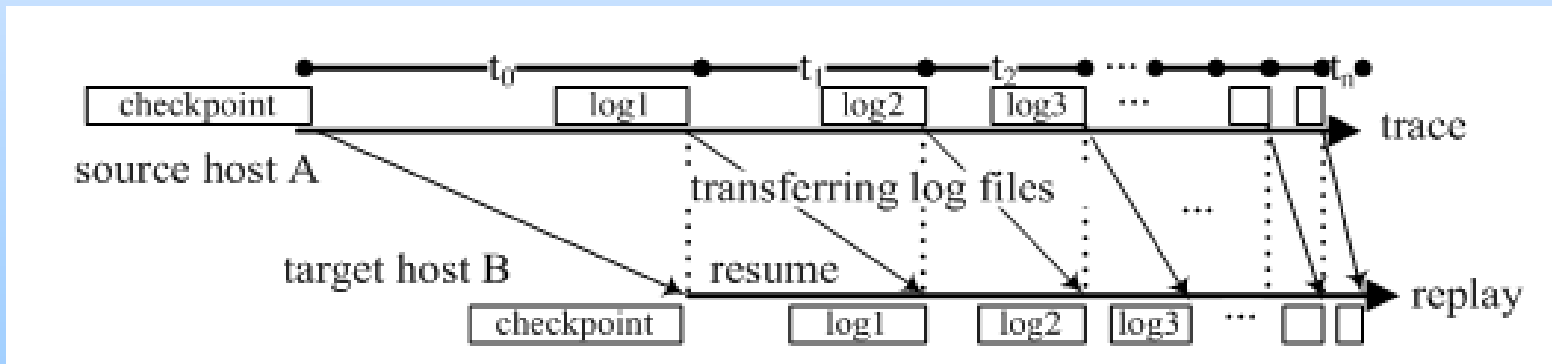 t0 t1 t2 ... tn
checkpoint log1 log2 log3 ...
trace
source host A
transferring log files
...
target host B resume
replay
checkpoint log1 log2 log3 ...